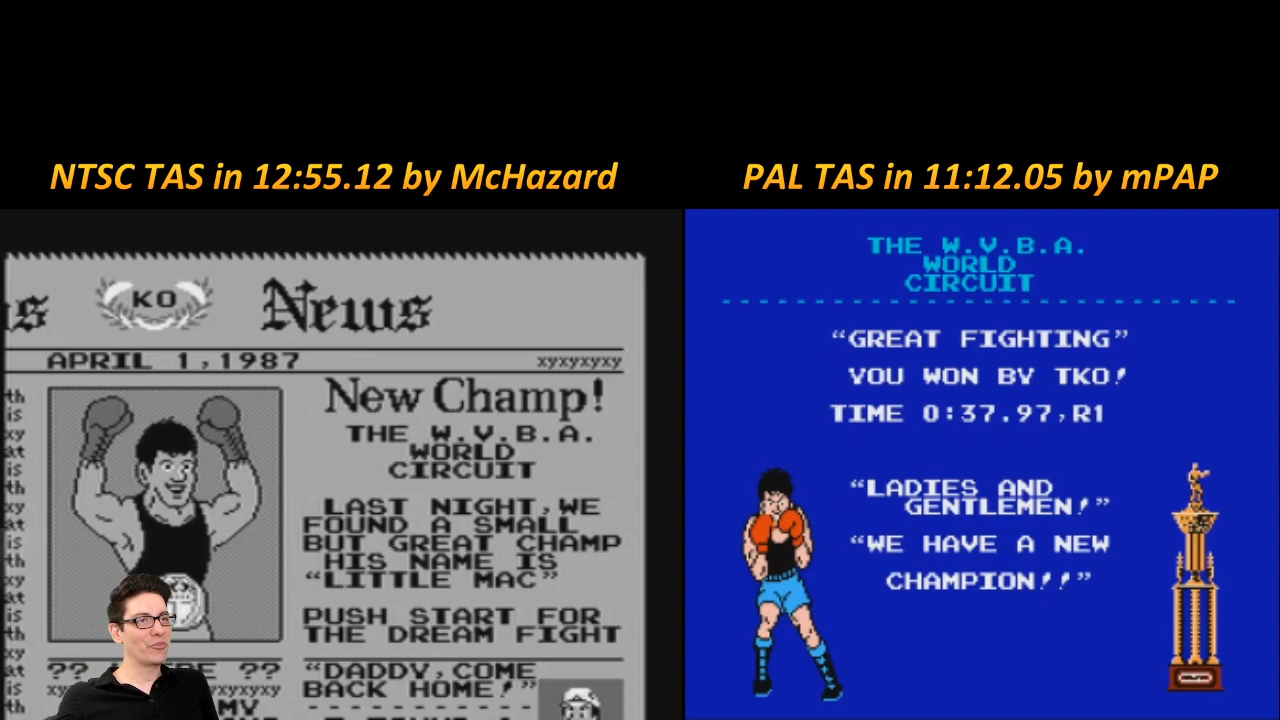 NTSC TAS in 12:55.12 by McHazard
PAL TAS in 11:12.05 by mPAP
KO
News
APRIL 1,1987
xyxyxyxy
New Champ!
THE W.V.B.A.
WORLD
CIRCUIT
LAST NIGHT,WE
FOUND A SMALL
BUT GREAT CHAMP
HIS NAME IS
“LITTLE MAC”
PUSH START FOR
THE DREAM FIGHT
“DADDY,COME
BACK HOME!”
THE W.V.B.A.
WORLD
CIRCUIT
“GREAT FIGHTING”
YOU WON BY TKO!
TIME 0:37.97,R1
“LADIES AND
GENTLEMEN!”
“WE HAVE A NEW
CHAMPION!!”